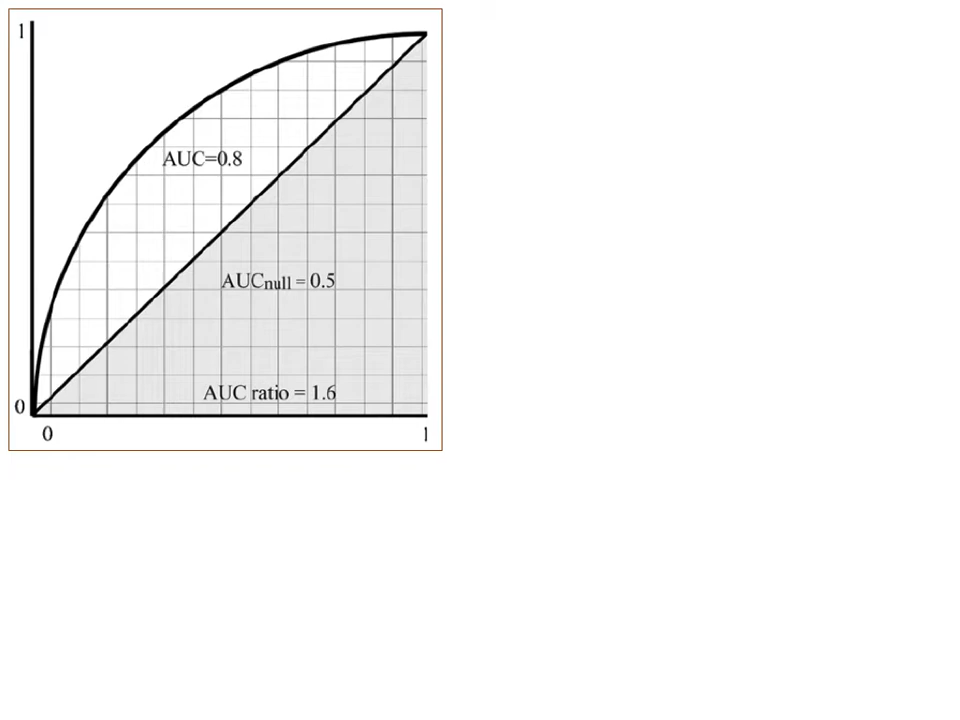 1
AUC=0.8
AUCnull = 0.5
AUC ratio = 1.6
0
0 1